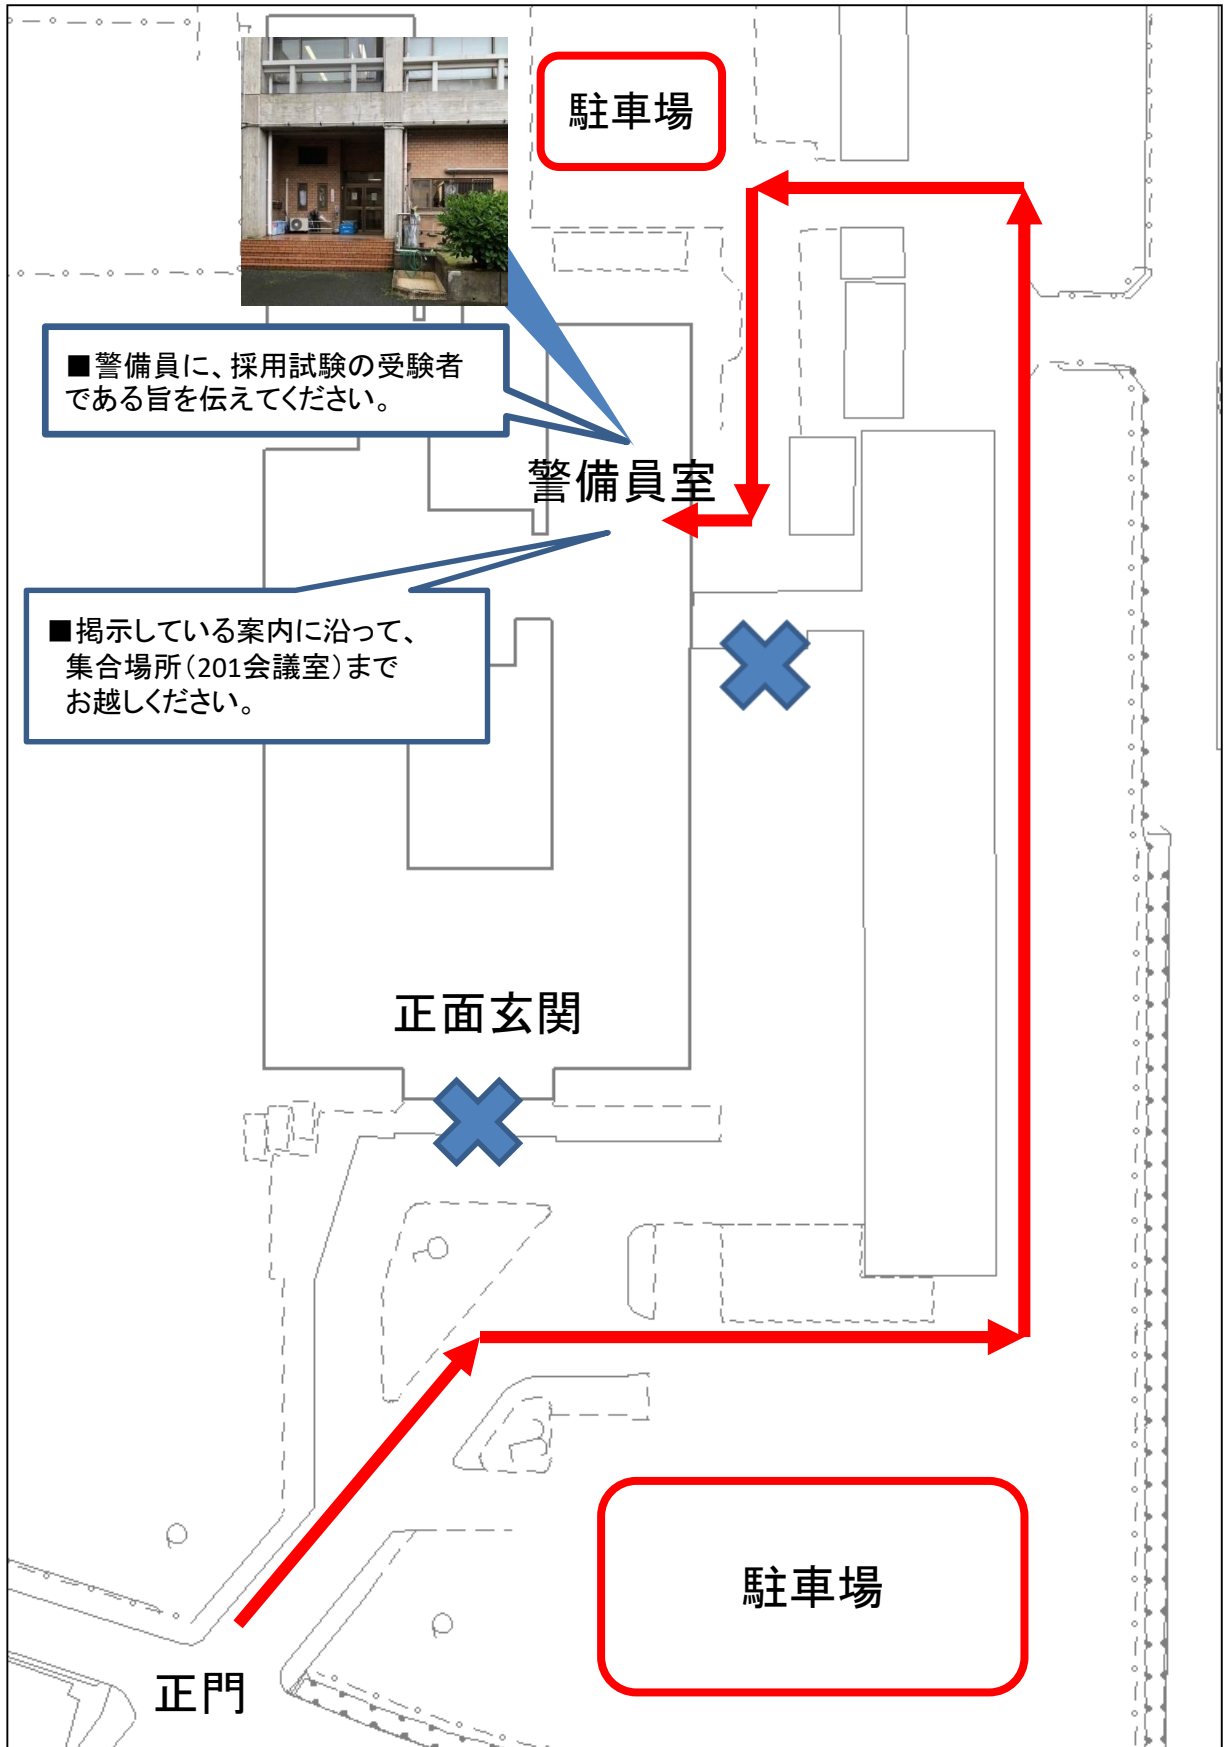 駐車場
■警備員に、採用試験の受験者
である旨を伝えてください。
警備員室
■掲示している案内に沿って、
集合場所（201会議室）まで
お越しください。
正面玄関
駐車場
正門